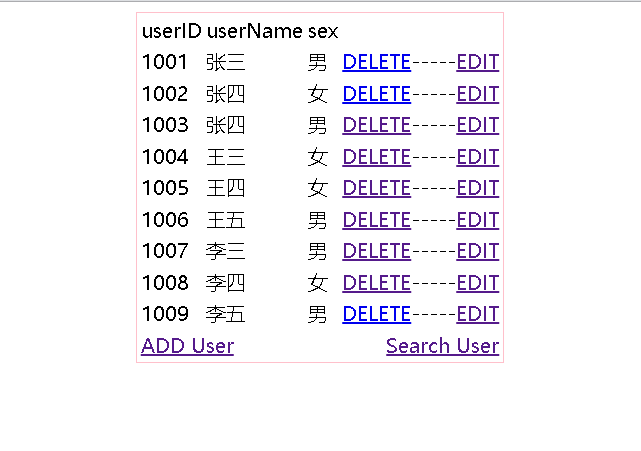 userID userName sex
1001 张三 男 DELETE-----EDIT
1002 张四 女 DELETE-----EDIT
1003 张四 男 DELETE-----EDIT
1004 王三 女 DELETE-----EDIT
1005 王四 女 DELETE-----EDIT
1006 王五 男 DELETE-----EDIT
1007 李三 男 DELETE-----EDIT
1008 李四 女 DELETE-----EDIT
1009 李五 男 DELETE-----EDIT
ADD User Search User